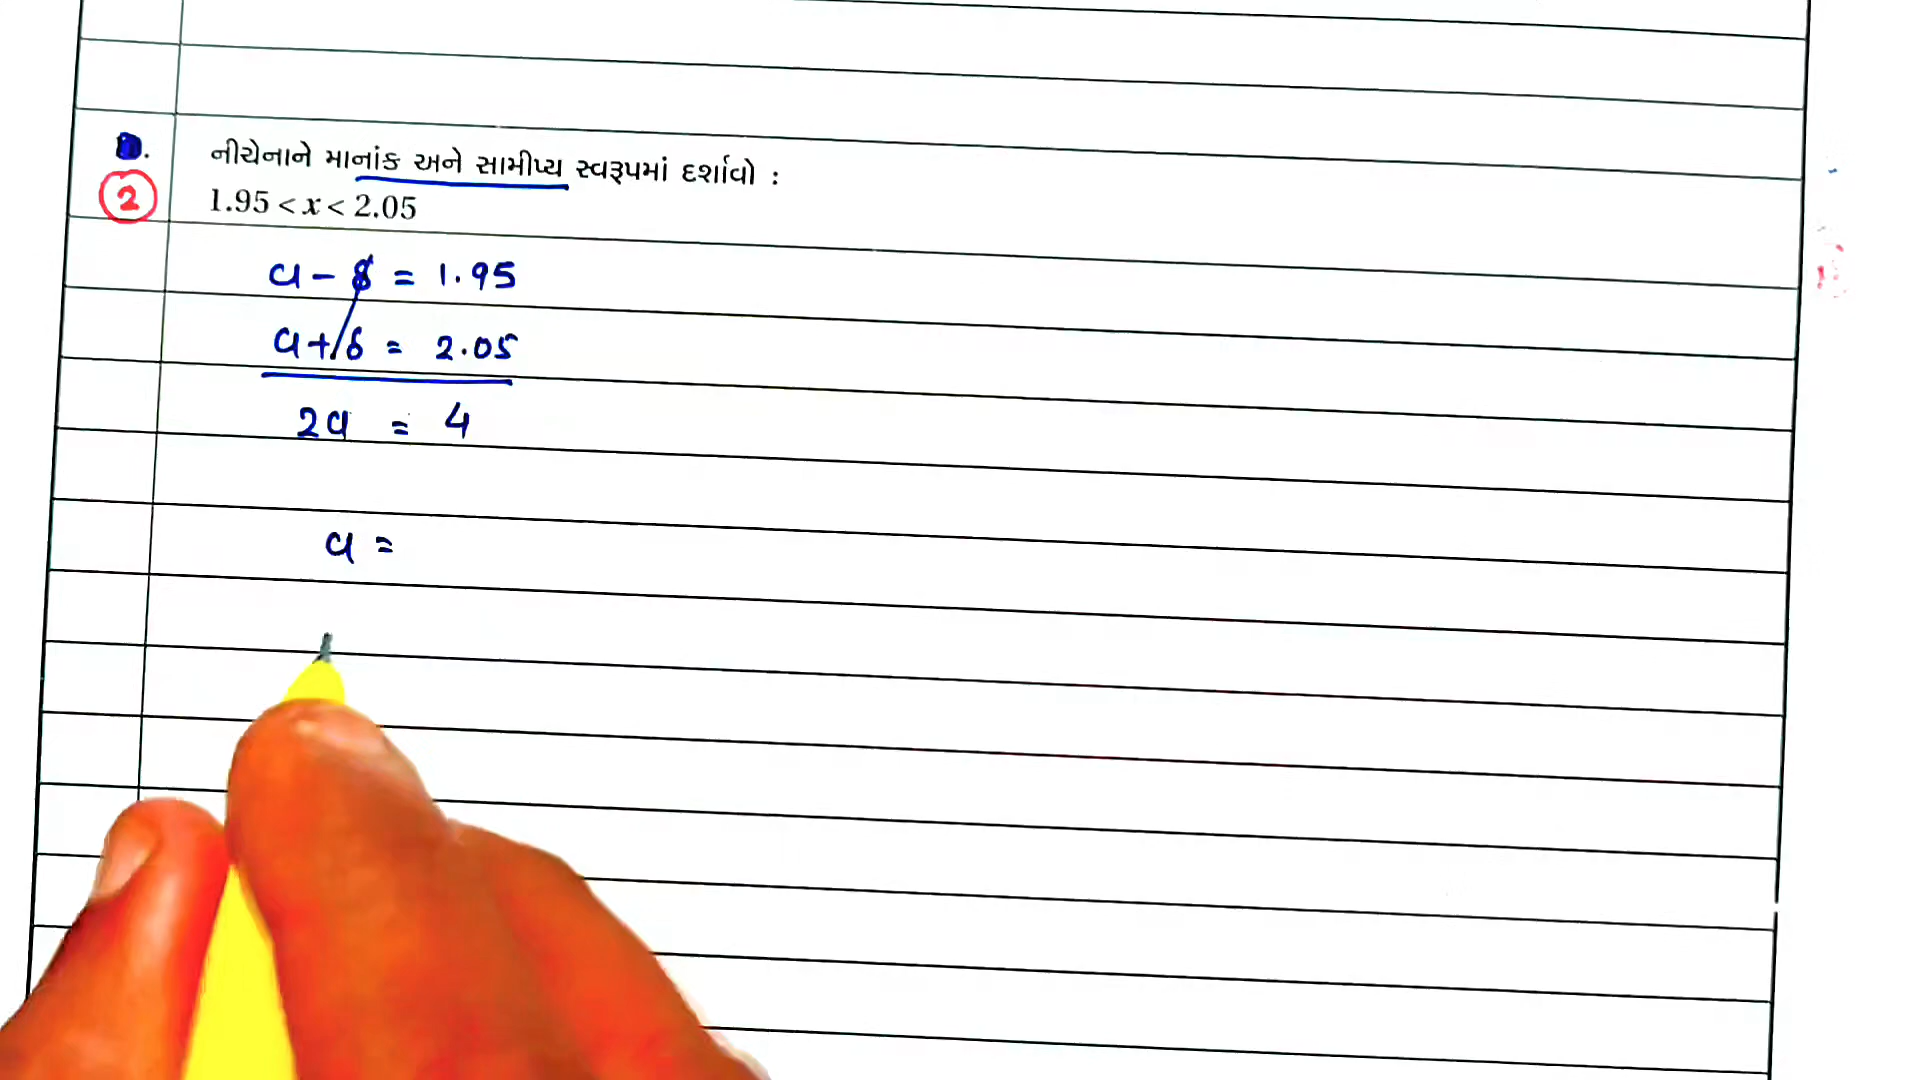 નીચેનાને માનાંક અને સામીપ્ય સ્વરૂપમાં દર્શાવો :
2
1.95 < x < 2.05
a - δ = 1.95
a + δ = 2.05
2a = 4
a =